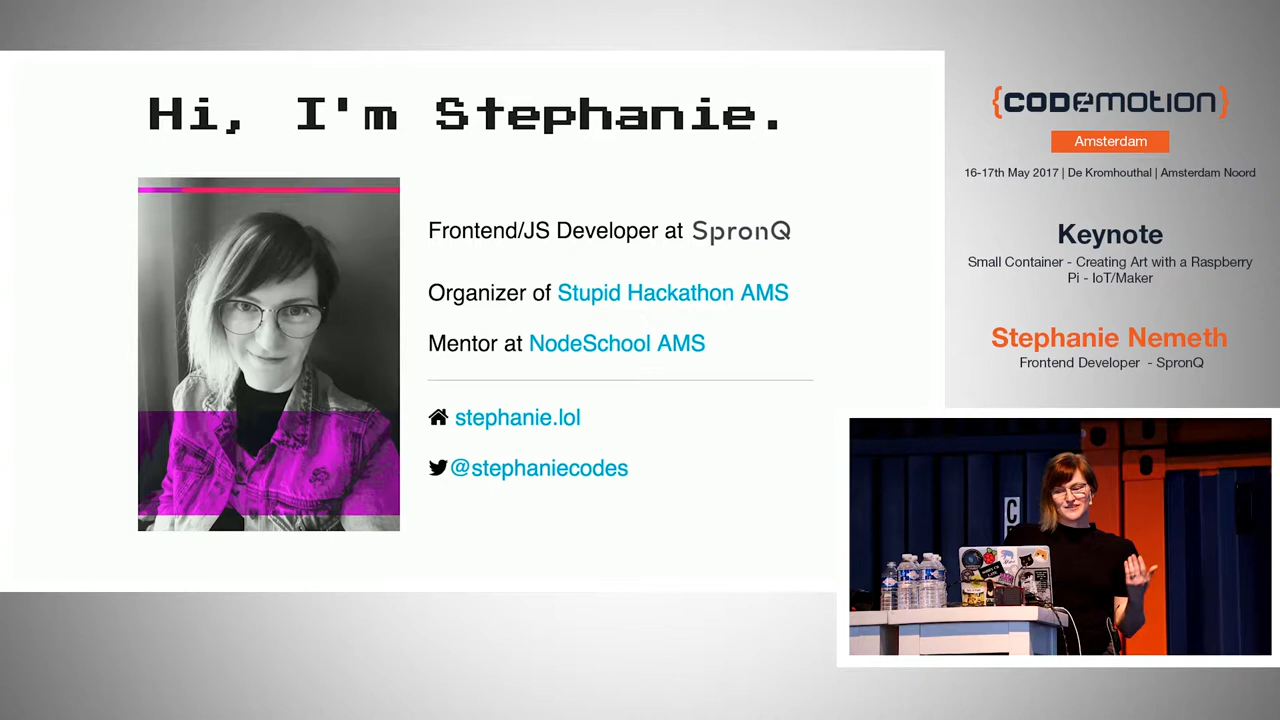 Hi, I'm Stephanie.
Frontend/JS Developer at SpronQ
Organizer of Stupid Hackathon AMS
Mentor at NodeSchool AMS
stephanie.lol
@stephaniecodes
{CODEMOTION}
Amsterdam
16-17th May 2017 | De Kromhouthal | Amsterdam Noord
Keynote
Small Container - Creating Art with a Raspberry
Pi - IoT/Maker
Stephanie Nemeth
Frontend Developer - SpronQ